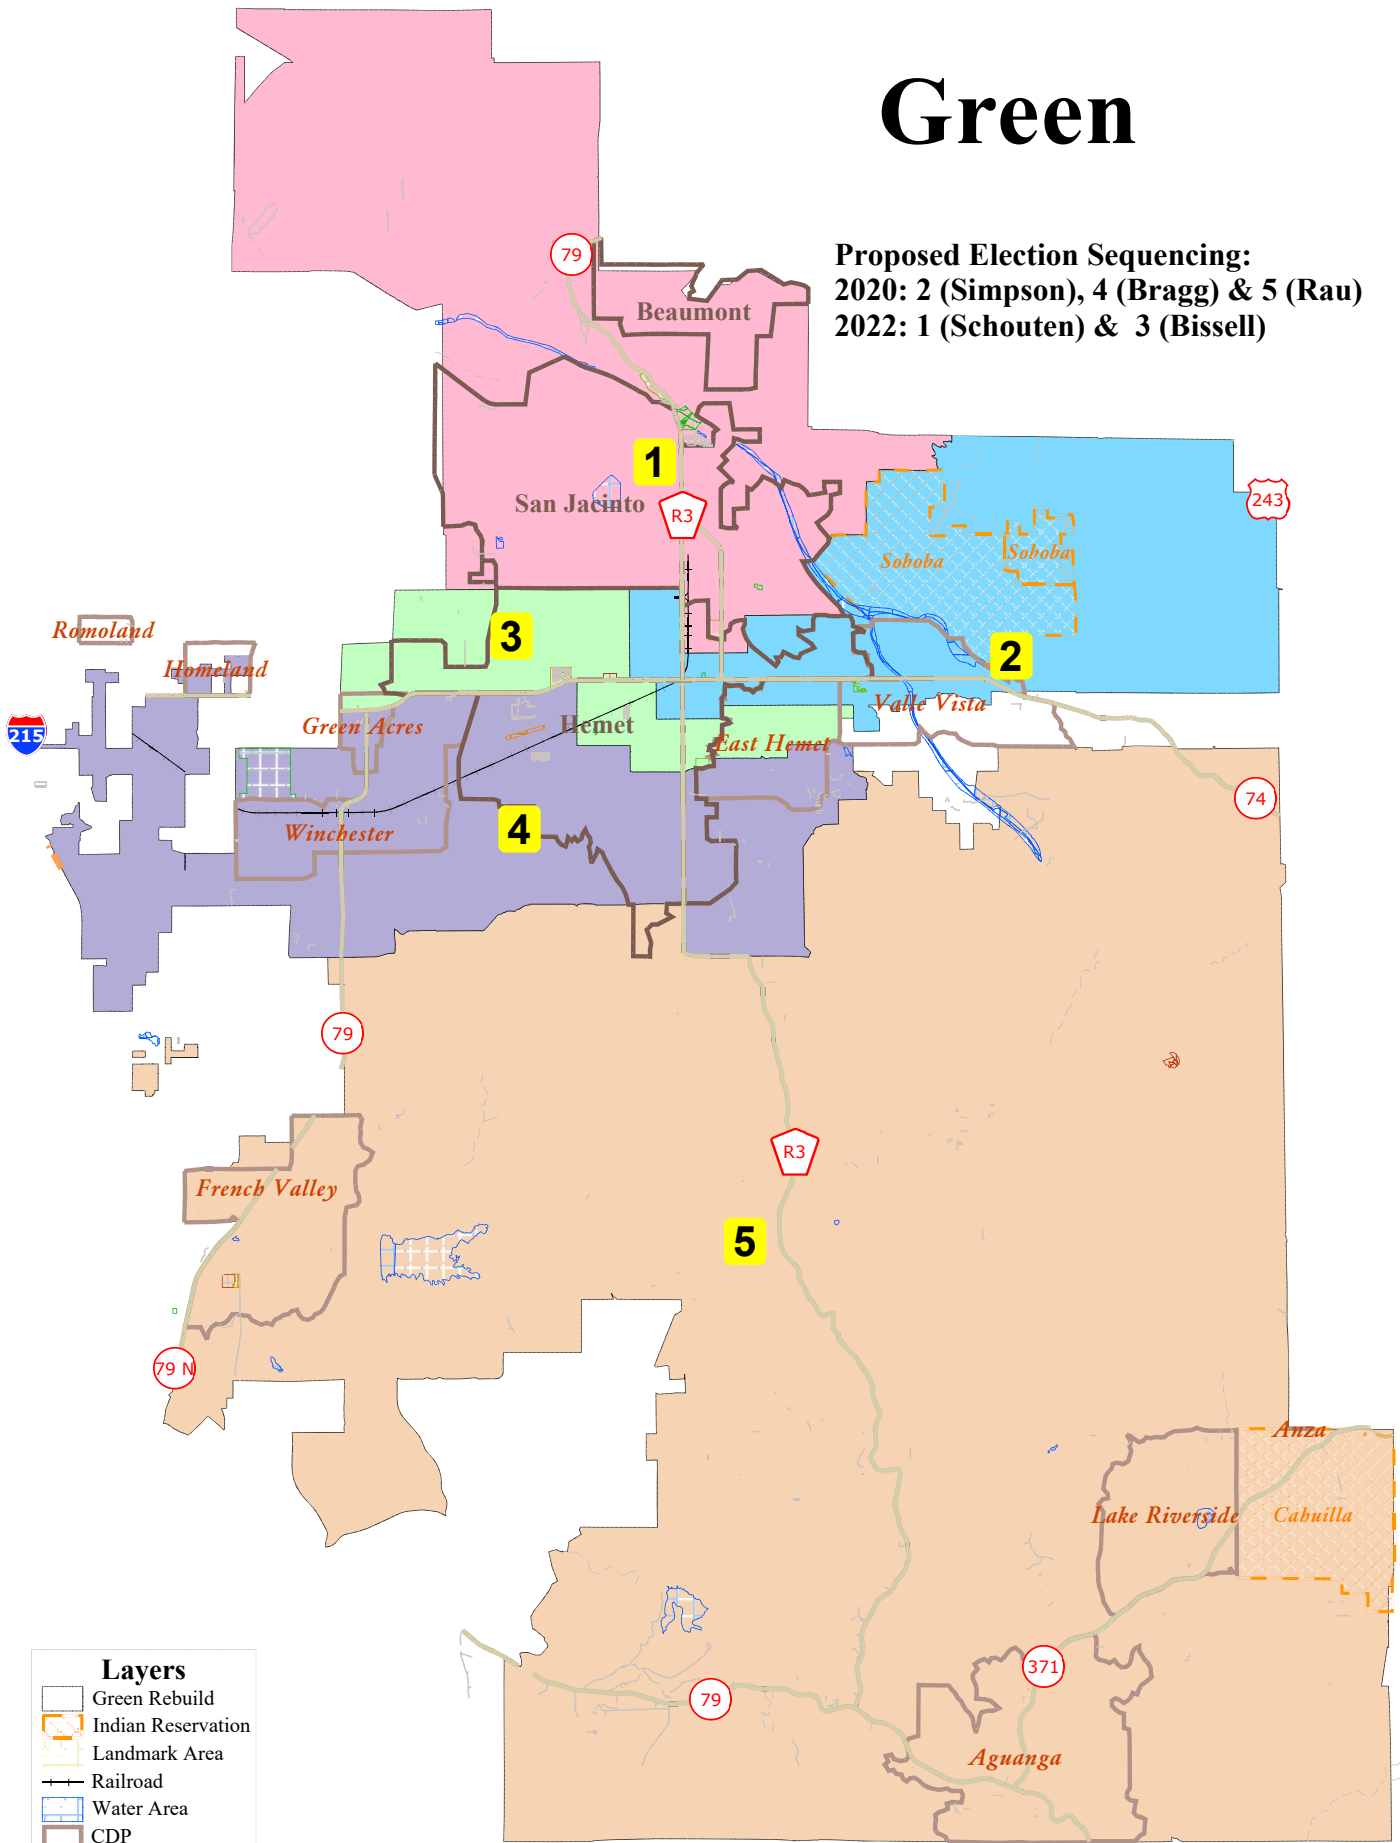 Green
Proposed Election Sequencing:
2020: 2 (Simpson), 4 (Bragg) & 5 (Rau)
2022: 1 (Schouten) & 3 (Bissell)
79
Beaumont
1
San Jacinto
R3
243
Soboba
Soboba
Romoland
Homeland
3
2
215
Green Acres
Hemet
East Hemet
Valle Vista
74
Winchester
4
79
R3
French Valley
5
79 N
Anza
Lake Riverside
Cahuilla
371
79
Aguanga
Layers
Green Rebuild
Indian Reservation
Landmark Area
Railroad
Water Area
CDP